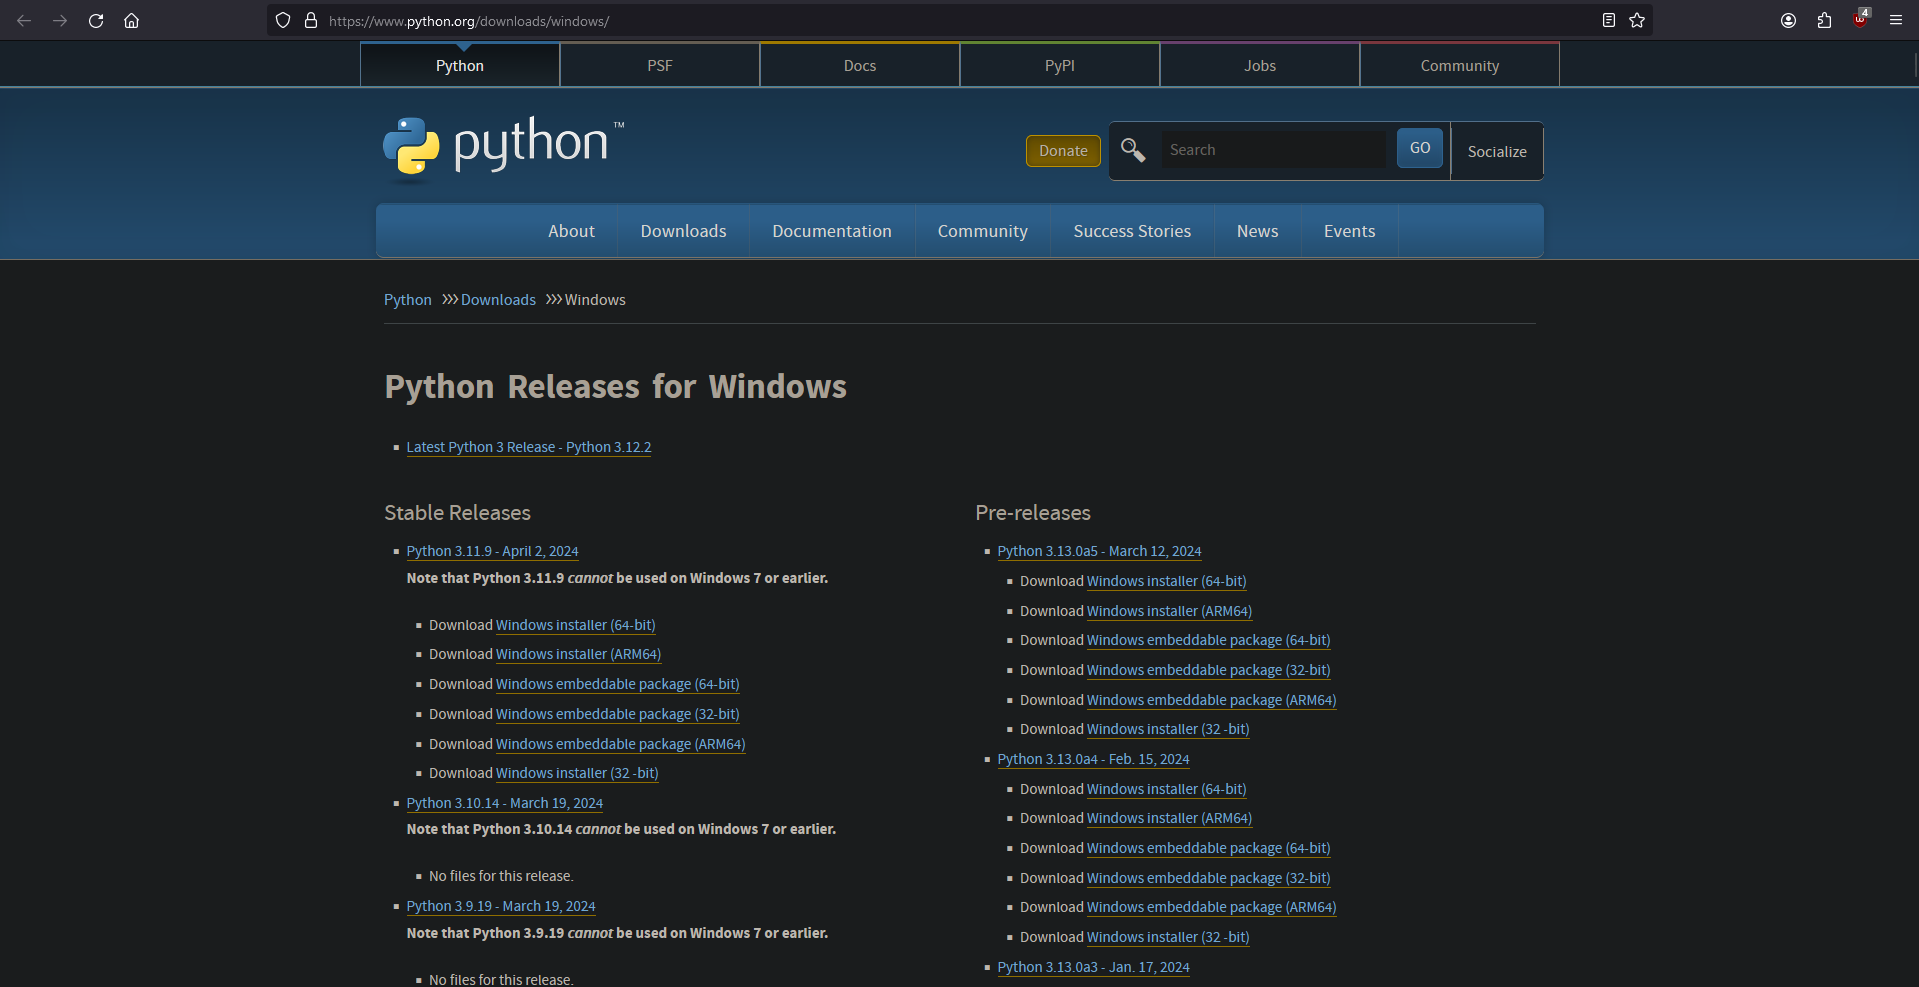 https://www.python.org/downloads/windows/
4
Python
PSF
Docs
PyPI
Jobs
Community
python™
Donate
Search
GO
Socialize
About
Downloads
Documentation
Community
Success Stories
News
Events
Python >>> Downloads >>> Windows
Python Releases for Windows
Latest Python 3 Release - Python 3.12.2
Stable Releases
Python 3.11.9 - April 2, 2024
Note that Python 3.11.9 cannot be used on Windows 7 or earlier.
Download Windows installer (64-bit)
Download Windows installer (ARM64)
Download Windows embeddable package (64-bit)
Download Windows embeddable package (32-bit)
Download Windows embeddable package (ARM64)
Download Windows installer (32 -bit)
Python 3.10.14 - March 19, 2024
Note that Python 3.10.14 cannot be used on Windows 7 or earlier.
No files for this release.
Python 3.9.19 - March 19, 2024
Note that Python 3.9.19 cannot be used on Windows 7 or earlier.
No files for this release.
Pre-releases
Python 3.13.0a5 - March 12, 2024
Download Windows installer (64-bit)
Download Windows installer (ARM64)
Download Windows embeddable package (64-bit)
Download Windows embeddable package (32-bit)
Download Windows embeddable package (ARM64)
Download Windows installer (32 -bit)
Python 3.13.0a4 - Feb. 15, 2024
Download Windows installer (64-bit)
Download Windows installer (ARM64)
Download Windows embeddable package (64-bit)
Download Windows embeddable package (32-bit)
Download Windows embeddable package (ARM64)
Download Windows installer (32 -bit)
Python 3.13.0a3 - Jan. 17, 2024